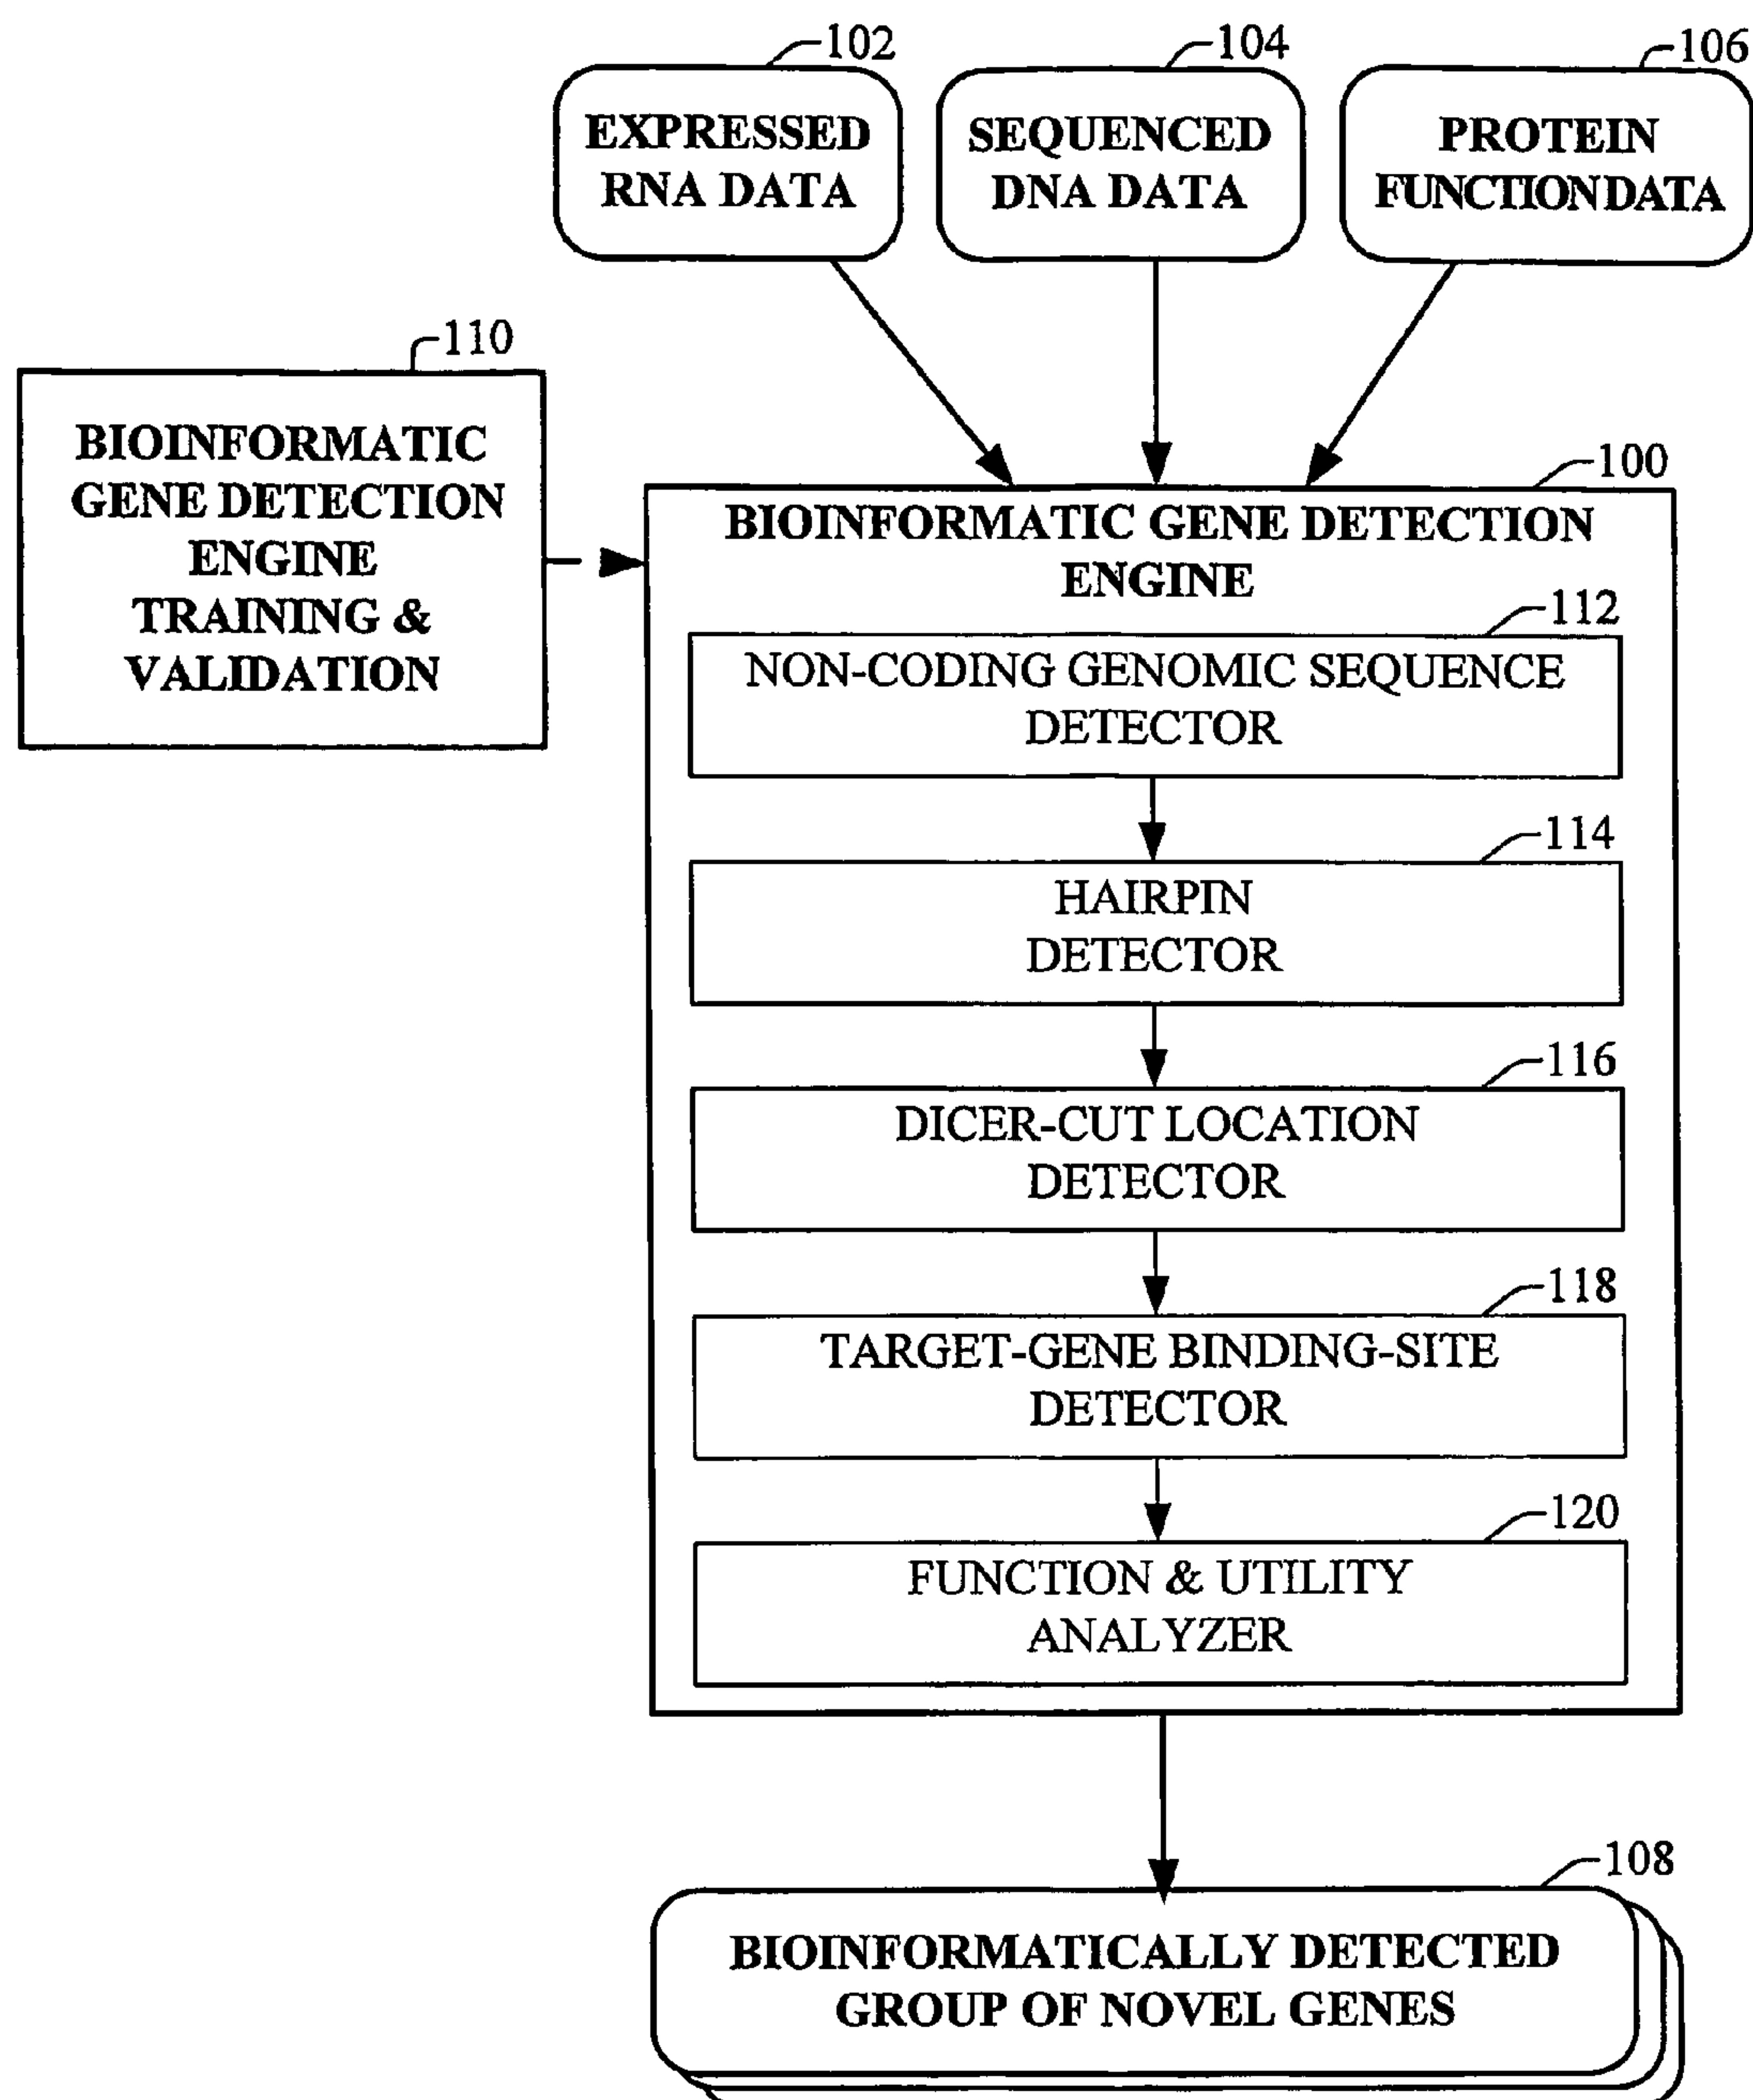 102
104
106
EXPRESSED
RNA DATA
SEQUENCED
DNA DATA
PROTEIN
FUNCTION DATA
110
BIOINFORMATIC
GENE DETECTION
ENGINE
TRAINING &
VALIDATION
100
BIOINFORMATIC GENE DETECTION
ENGINE
112
NON-CODING GENOMIC SEQUENCE
DETECTOR
114
HAIRPIN
DETECTOR
116
DICER-CUT LOCATION
DETECTOR
118
TARGET-GENE BINDING-SITE
DETECTOR
120
FUNCTION & UTILITY
ANALYZER
108
BIOINFORMATICALLY DETECTED
GROUP OF NOVEL GENES